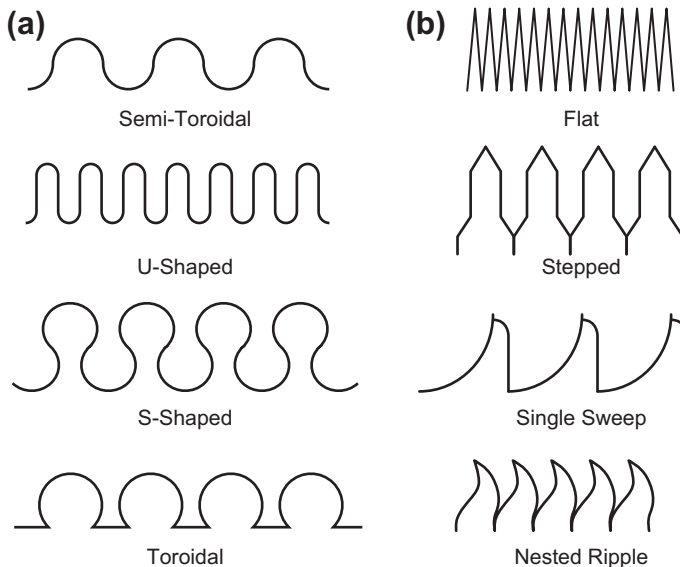 (a)
Semi-Toroidal
U-Shaped
S-Shaped
Toroidal
(b)
Flat
Stepped
Single Sweep
Nested Ripple